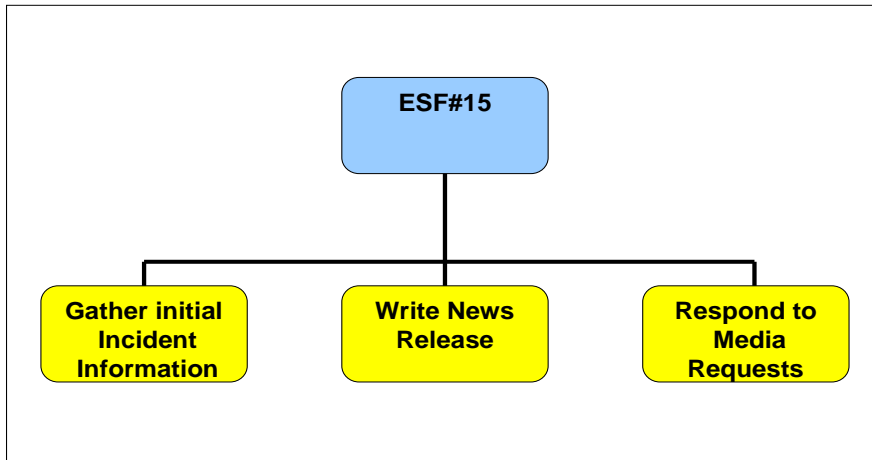 ESF#15
Gather initial
Incident
Information
Write News
Release
Respond to
Media
Requests